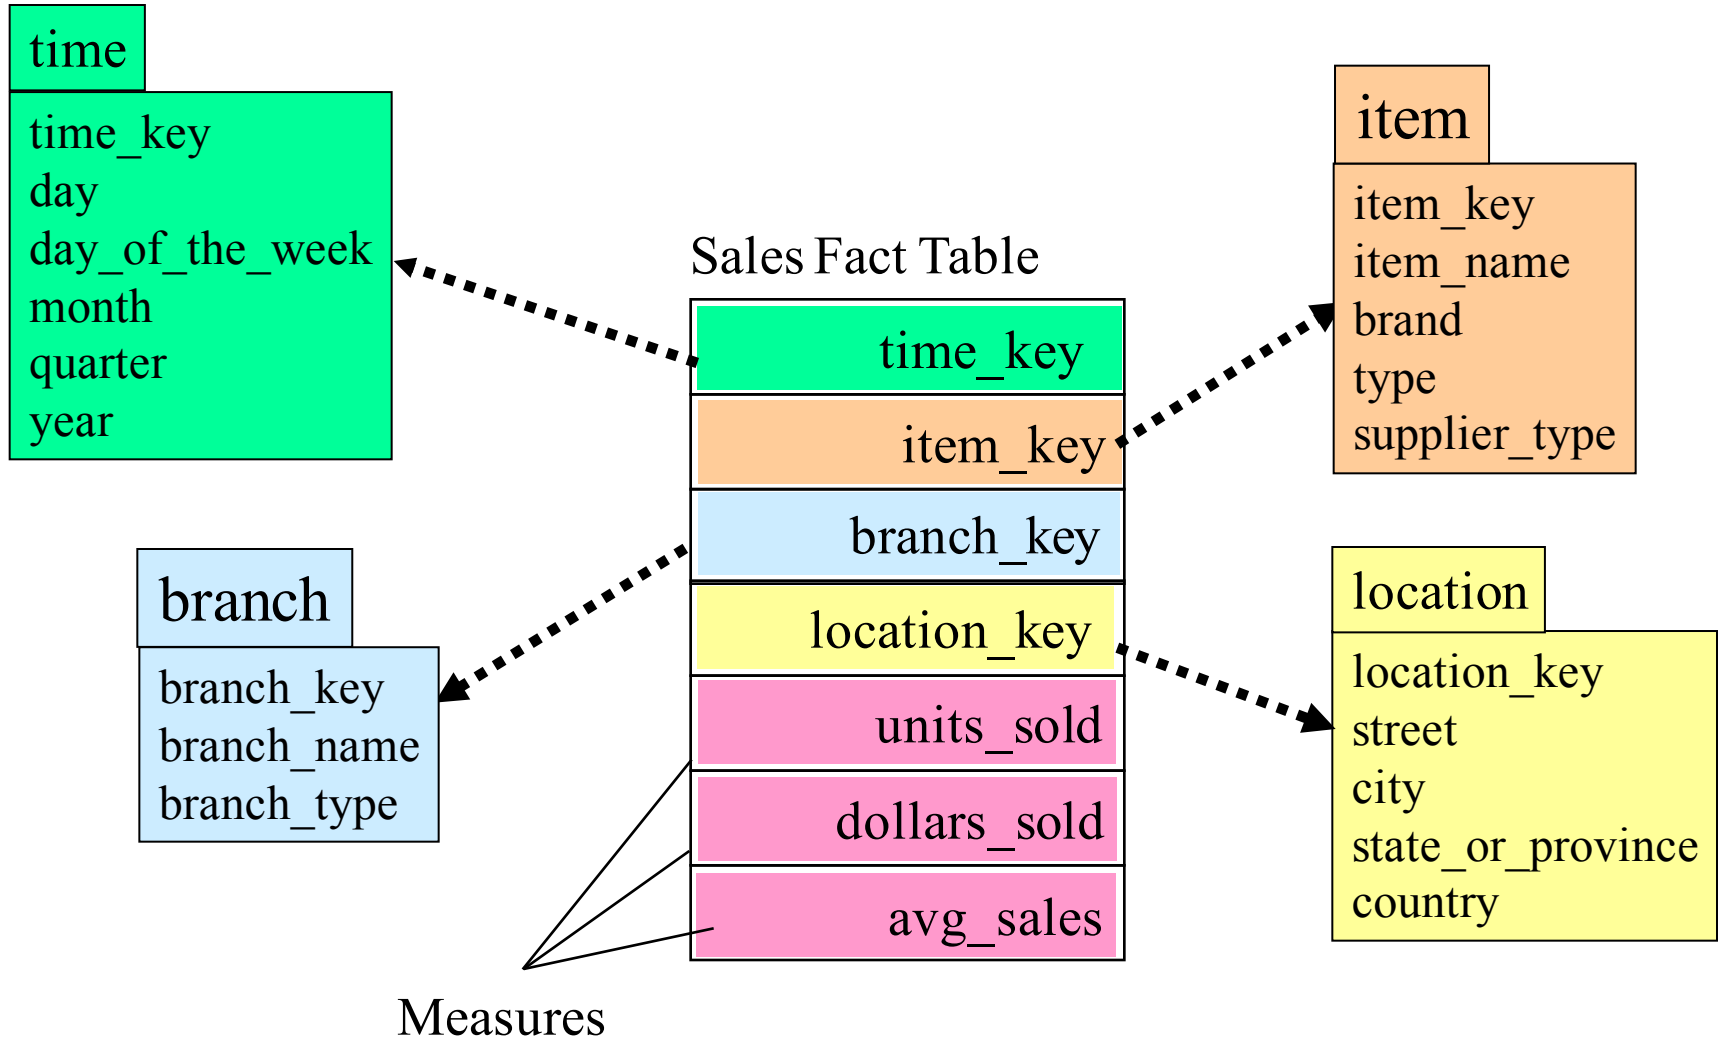 time
time_key
day
day_of_the_week
month
quarter
year
item
item_key
item_name
brand
type
supplier_type
Sales Fact Table
time_key
item_key
branch_key
location_key
units_sold
dollars_sold
avg_sales
branch
branch_key
branch_name
branch_type
location
location_key
street
city
state_or_province
country
Measures